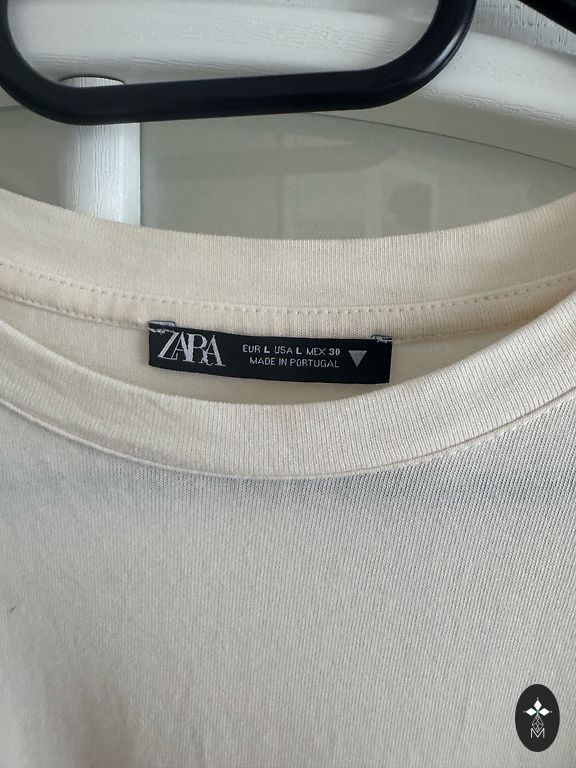 ZARA
EUR L USA L MEX 30
MADE IN PORTUGAL
M